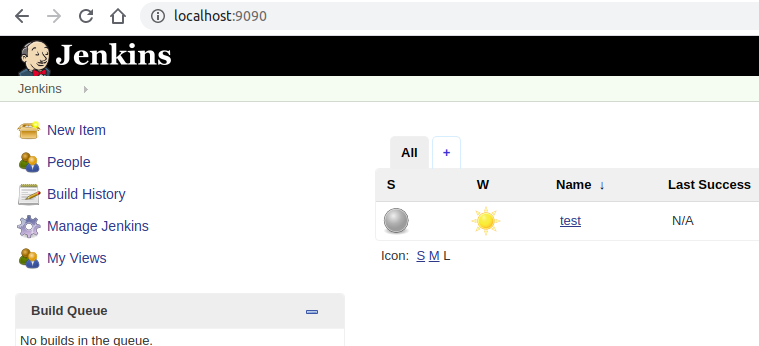 localhost:9090
Jenkins
Jenkins
New Item
People
Build History
Manage Jenkins
My Views
Build Queue
No builds in the queue.
All +
S W Name ↓ Last Success
test N/A
Icon: S M L